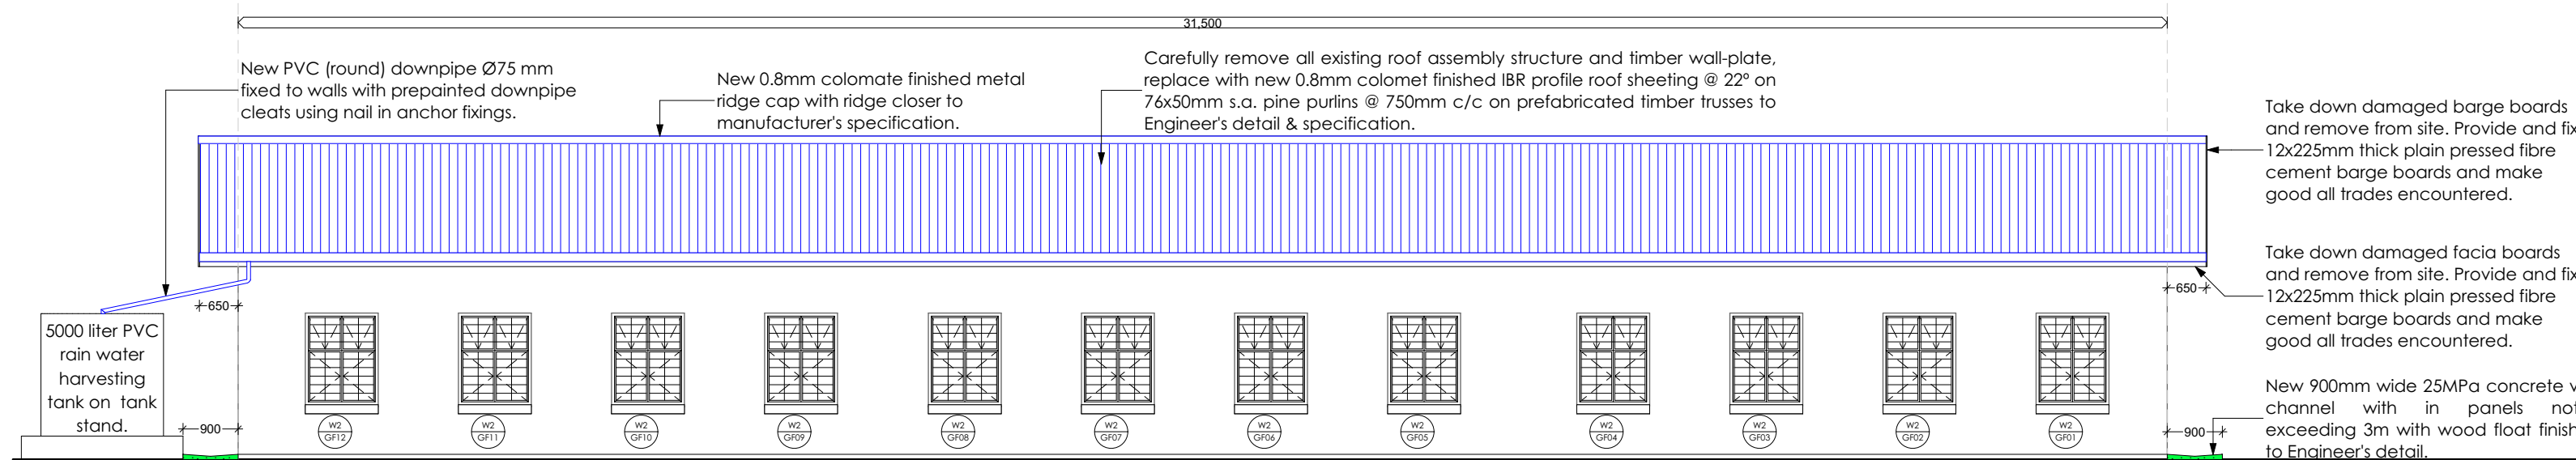 31,500
New PVC (round) downpipe Ø75 mm
fixed to walls with prepainted downpipe
cleats using nail in anchor fixings.
New 0.8mm colomate finished metal
ridge cap with ridge closer to
manufacturer's specification.
Carefully remove all existing roof assembly structure and timber wall-plate,
replace with new 0.8mm colomet finished IBR profile roof sheeting @ 22° on
76x50mm s.a. pine purlins @ 750mm c/c on prefabricated timber trusses to
Engineer's detail & specification.
Take down damaged barge boards
and remove from site. Provide and fix
12x225mm thick plain pressed fibre
cement barge boards and make
good all trades encountered.
Take down damaged facia boards
and remove from site. Provide and fix
12x225mm thick plain pressed fibre
cement barge boards and make
good all trades encountered.
650
650
5000 liter PVC
rain water
harvesting
tank on tank
stand.
900
W2
GF12
W2
GF11
W2
GF10
W2
GF09
W2
GF08
W2
GF07
W2
GF06
W2
GF05
W2
GF04
W2
GF03
W2
GF02
W2
GF01
900
New 900mm wide 25MPa concrete v
channel with in panels not
exceeding 3m with wood float finish
to Engineer's detail.